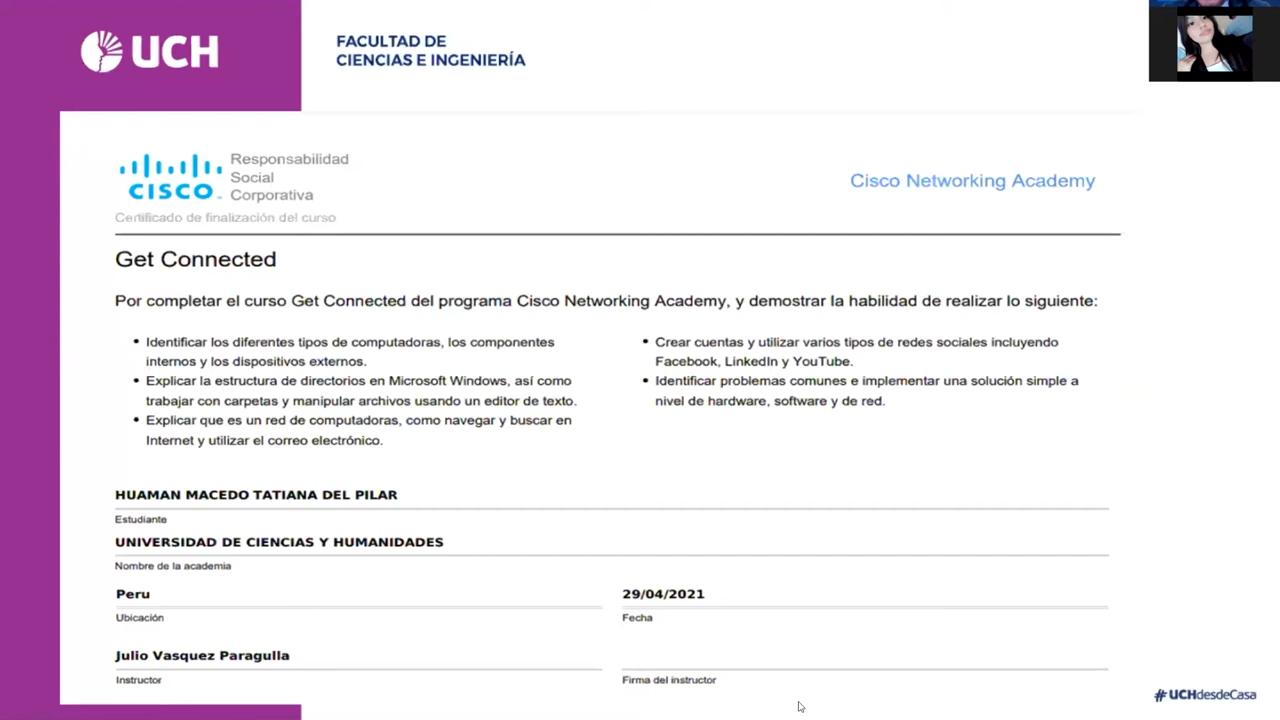 UCH
FACULTAD DE
CIENCIAS E INGENIERÍA
CISCO
Responsabilidad
Social
Corporativa
Cisco Networking Academy
Certificado de finalización del curso
Get Connected
Por completar el curso Get Connected del programa Cisco Networking Academy, y demostrar la habilidad de realizar lo siguiente:
• Identificar los diferentes tipos de computadoras, los componentes
internos y los dispositivos externos.
• Explicar la estructura de directorios en Microsoft Windows, así como
trabajar con carpetas y manipular archivos usando un editor de texto.
• Explicar que es un red de computadoras, como navegar y buscar en
Internet y utilizar el correo electrónico.
• Crear cuentas y utilizar varios tipos de redes sociales incluyendo
Facebook, LinkedIn y YouTube.
• Identificar problemas comunes e implementar una solución simple a
nivel de hardware, software y de red.
HUAMAN MACEDO TATIANA DEL PILAR
Estudiante
UNIVERSIDAD DE CIENCIAS Y HUMANIDADES
Nombre de la academia
Peru
Ubicación
29/04/2021
Fecha
Julio Vasquez Paragulla
Instructor
Firma del instructor
#UCHdesdeCasa